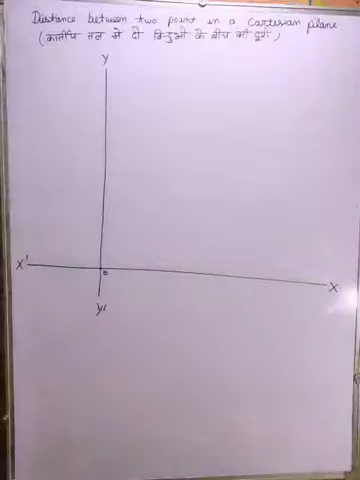 Distance between two point in a Cartesian plane
(कार्तीय तल में दो बिन्दुओं के बीच की दूरी)
Y
X'
o
X
Y'